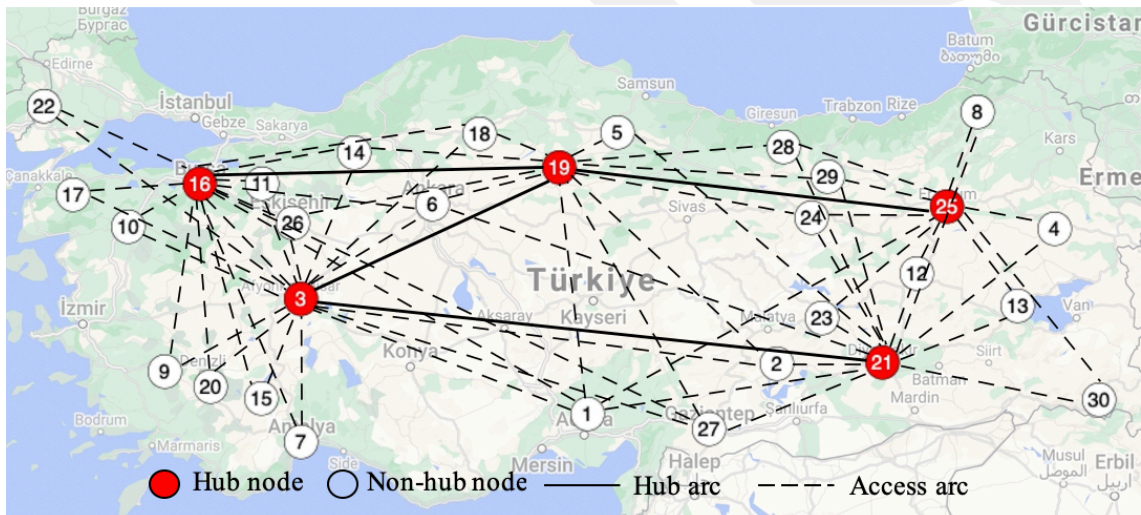 Burgaz
Бургас
Gürcistan
Batum
ბათუმი
Edirne
İstanbul
Gebze
Sakarya
Samsun
Giresun
Trabzon
Rize
Kars
22
18
5
8
14
28
19
Çanakkale
17
16
11
Eskişehir
Ankara
29
Erme
10
26
6
24
25
4
Sivas
12
Türkiye
İzmir
3
Aksaray
Kayseri
Malatya
23
13
Van
Konya
9
Denizli
20
15
2
21
Siirt
Batman
Mardin
30
1
Gaziantep
Şanlıurfa
27
Bodrum
Marmaris
Antalya
7
Side
Mersin
Halep
Musul
الموصل
Erbil
أربيل
Hub node
Non-hub node
Hub arc
Access arc